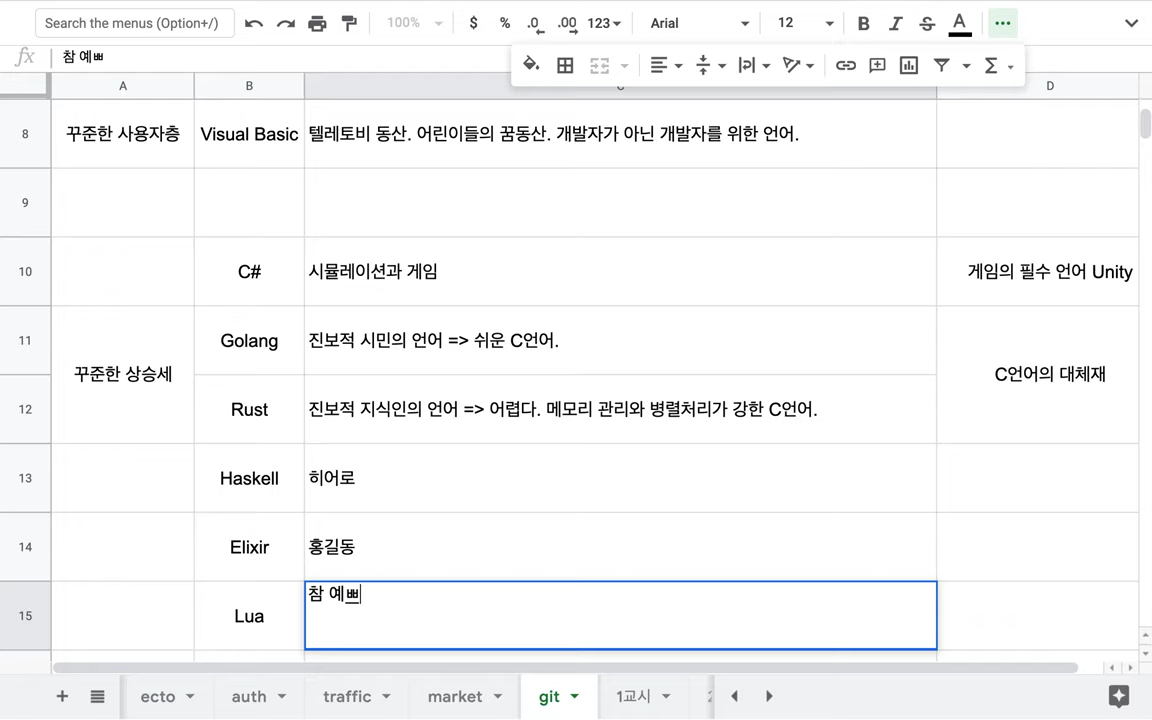 Search the menus (Option+/)
100%
$ % .0 .00 123
Arial
12
B I S A
fx 참 예ㅃ
A B C D
8 꾸준한 사용자층 Visual Basic 텔레토비 동산. 어린이들의 꿈동산. 개발자가 아닌 개발자를 위한 언어.
9
10 C# 시뮬레이션과 게임 게임의 필수 언어 Unity
11 Golang 진보적 시민의 언어 => 쉬운 C언어.
꾸준한 상승세 C언어의 대체재
12 Rust 진보적 지식인의 언어 => 어렵다. 메모리 관리와 병렬처리가 강한 C언어.
13 Haskell 히어로
14 Elixir 홍길동
15 Lua 참 예ㅃ
+ ecto auth traffic market git 1교시